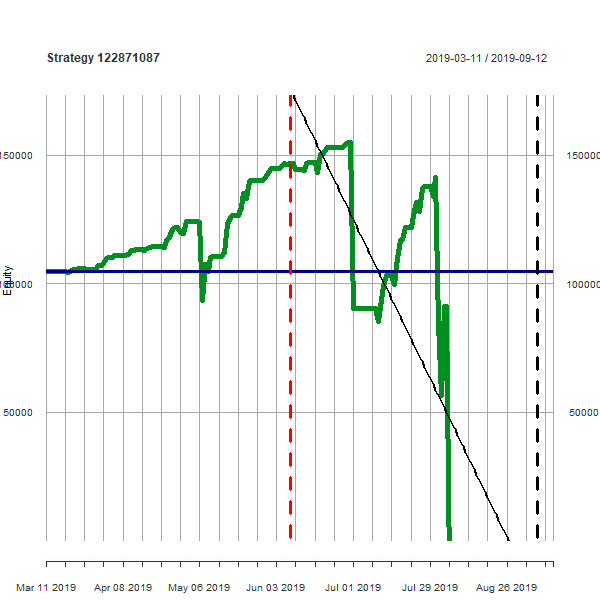 Strategy 122871087 2019-03-11 / 2019-09-12
150000 150000
Equity
100000 100000
50000 50000
Mar 11 2019 Apr 08 2019 May 06 2019 Jun 03 2019 Jul 01 2019 Jul 29 2019 Aug 26 2019